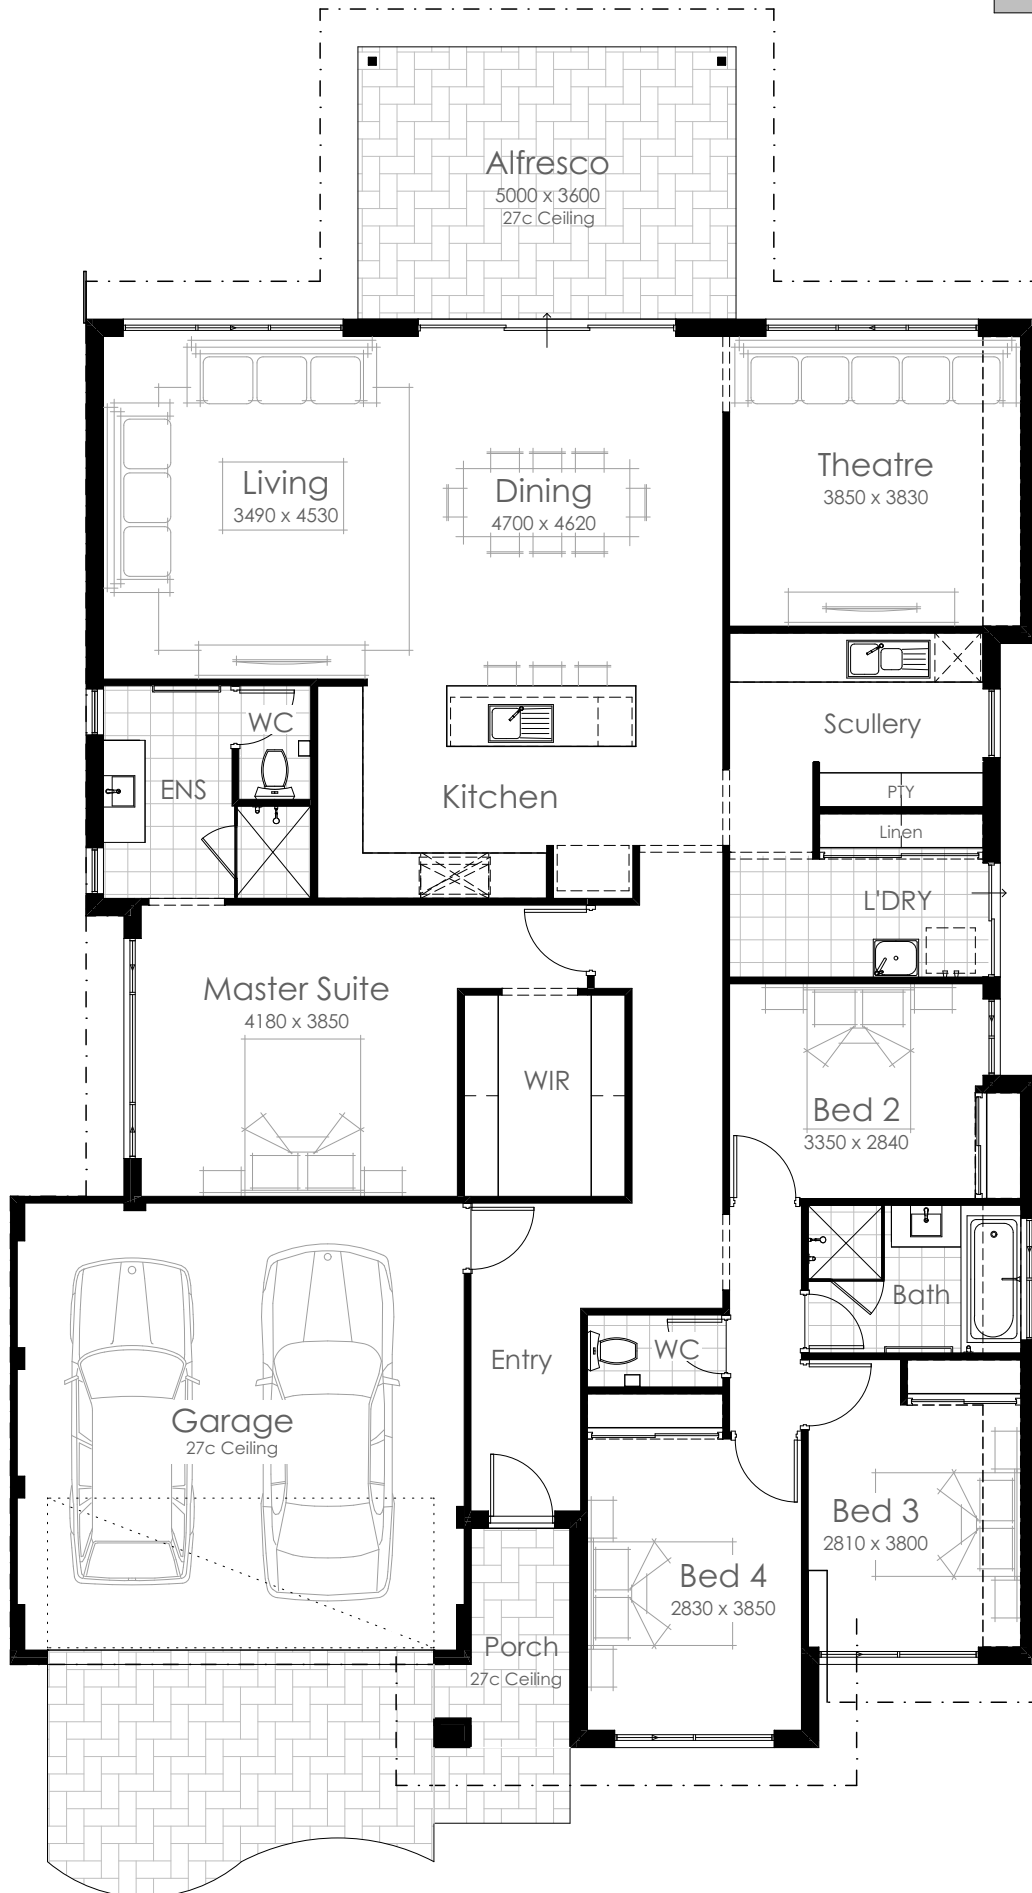 Alfresco
5000 x 3600
27c Ceiling
Living
3490 x 4530
Dining
4700 x 4620
Theatre
3850 x 3830
WC
ENS
Kitchen
Scullery
PTY
Linen
L'DRY
Master Suite
4180 x 3850
WIR
Bed 2
3350 x 2840
Bath
WC
Entry
Garage
27c Ceiling
Bed 3
2810 x 3800
Bed 4
2830 x 3850
Porch
27c Ceiling